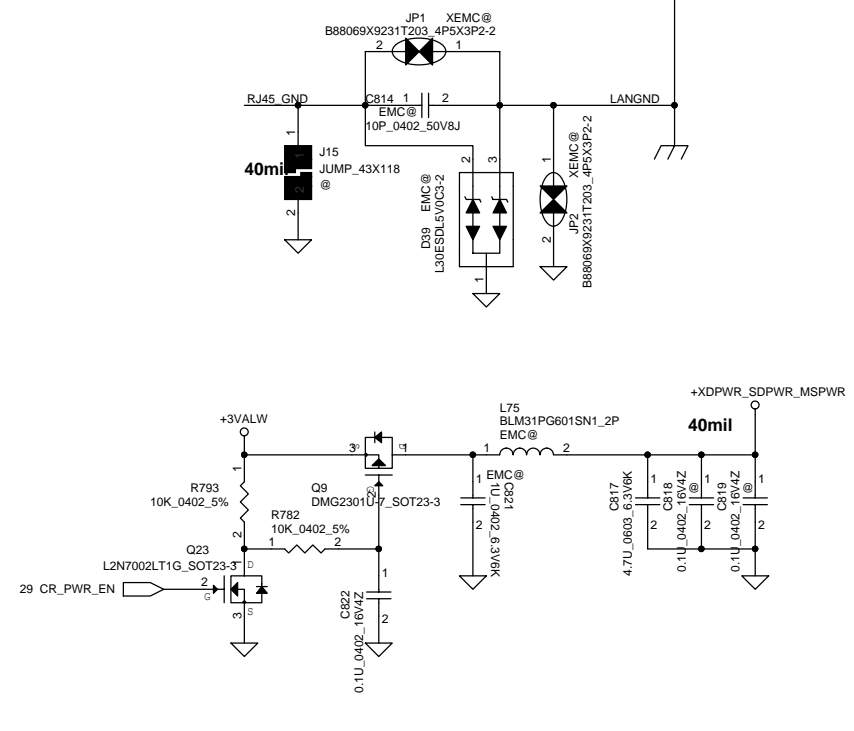 JP1 XEMC@
B88069X9231T203_4P5X3P2-2
2 1
RJ45_GND
C814 1 2
LANGND
EMC@
10P_0402_50V8J
1
J15
40mil
JUMP_43X118
@
1
2
2
2 3
D39 EMC@
L30ESDL5V0C3-2
1
1
2
JP2 XEMC@
B88069X9231T203_4P5X3P2-2
+XDPWR_SDPWR_MSPWR
L75
BLM31PG601SN1_2P
EMC@
40mil
+3VALW
3 S D 1
1 2
1
R793
10K_0402_5%
2
Q9
DMG2301U-7_SOT23-3
G 2
R782
10K_0402_5%
1 2
EMC@
1
2
C821
1U_0402_6.3V6K
C817
4.7U_0603_6.3V6K
1
2
C818 @
0.1U_0402_16V4Z
1
2
C819 @
0.1U_0402_16V4Z
1
2
Q23
L2N7002LT1G_SOT23-3
1 D
29 CR_PWR_EN
2
G
S
3
C822
0.1U_0402_16V4Z
1
2